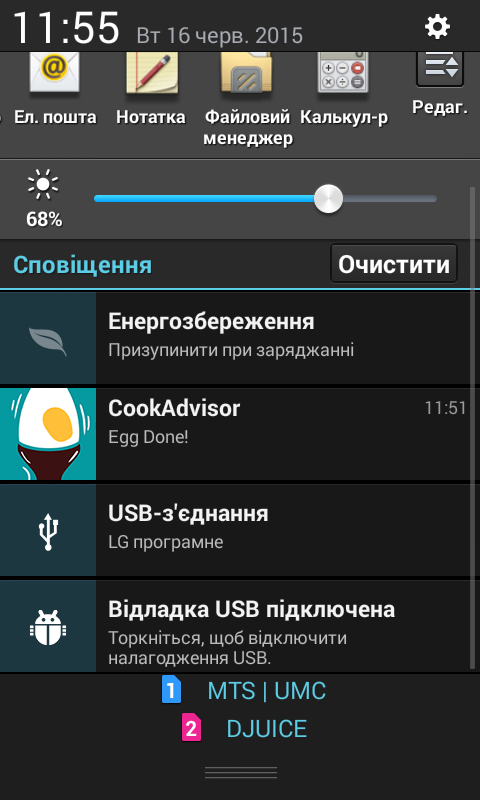 11:55 Вт 16 черв. 2015
Ел. пошта Нотатка Файловий менеджер Калькул-р Редаг.
68%
Сповіщення Очистити
Енергозбереження
Призупинити при заряджанні
CookAdvisor 11:51
Egg Done!
USB-з'єднання
LG програмне
Відладка USB підключена
Торкніться, щоб відключити
налагодження USB.
1 MTS | UMC
2 DJUICE